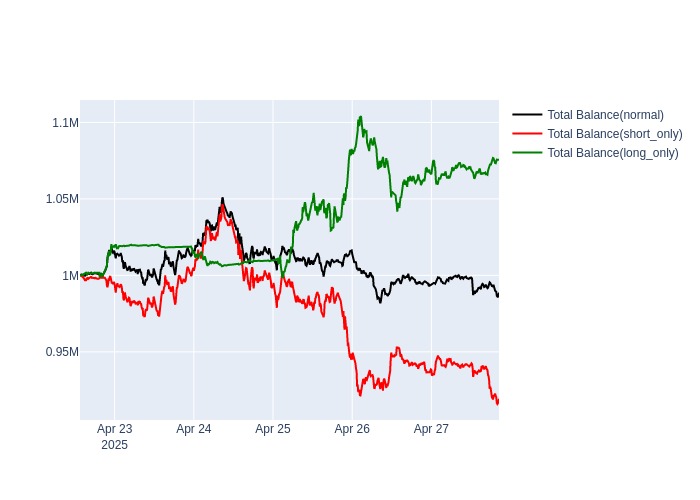 1.1M
1.05M
1M
0.95M
Apr 23
2025
Apr 24
Apr 25
Apr 26
Apr 27
Total Balance(normal)
Total Balance(short_only)
Total Balance(long_only)